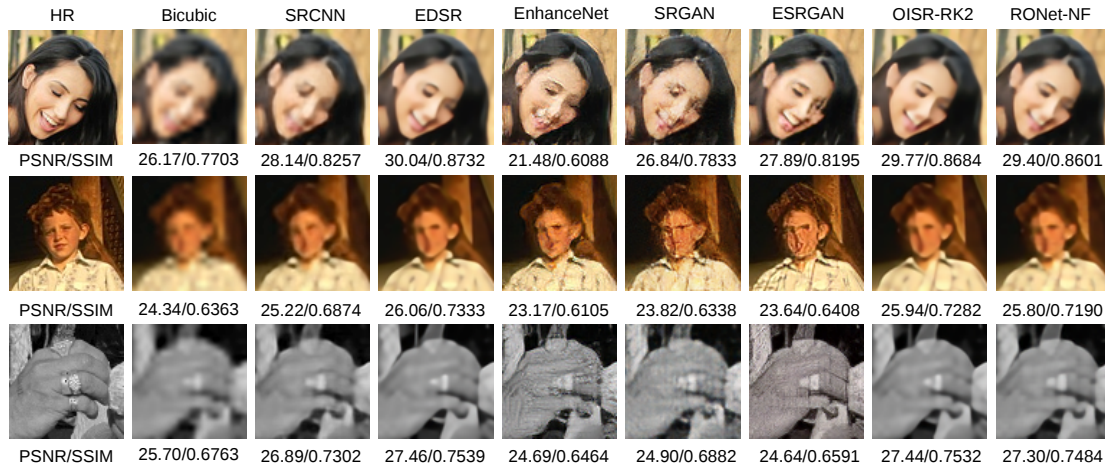 HR Bicubic SRCNN EDSR EnhanceNet SRGAN ESRGAN OISR-RK2 RONet-NF
PSNR/SSIM 26.17/0.7703 28.14/0.8257 30.04/0.8732 21.48/0.6088 26.84/0.7833 27.89/0.8195 29.77/0.8684 29.40/0.8601
PSNR/SSIM 24.34/0.6363 25.22/0.6874 26.06/0.7333 23.17/0.6105 23.82/0.6338 23.64/0.6408 25.94/0.7282 25.80/0.7190
PSNR/SSIM 25.70/0.6763 26.89/0.7302 27.46/0.7539 24.69/0.6464 24.90/0.6882 24.64/0.6591 27.44/0.7532 27.30/0.7484